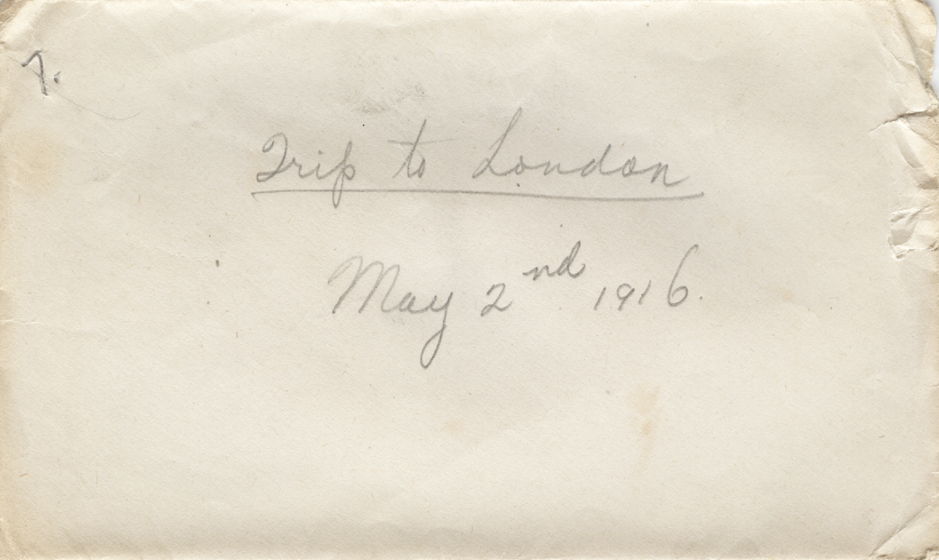 7.
Trip to London
May 2nd 1916.